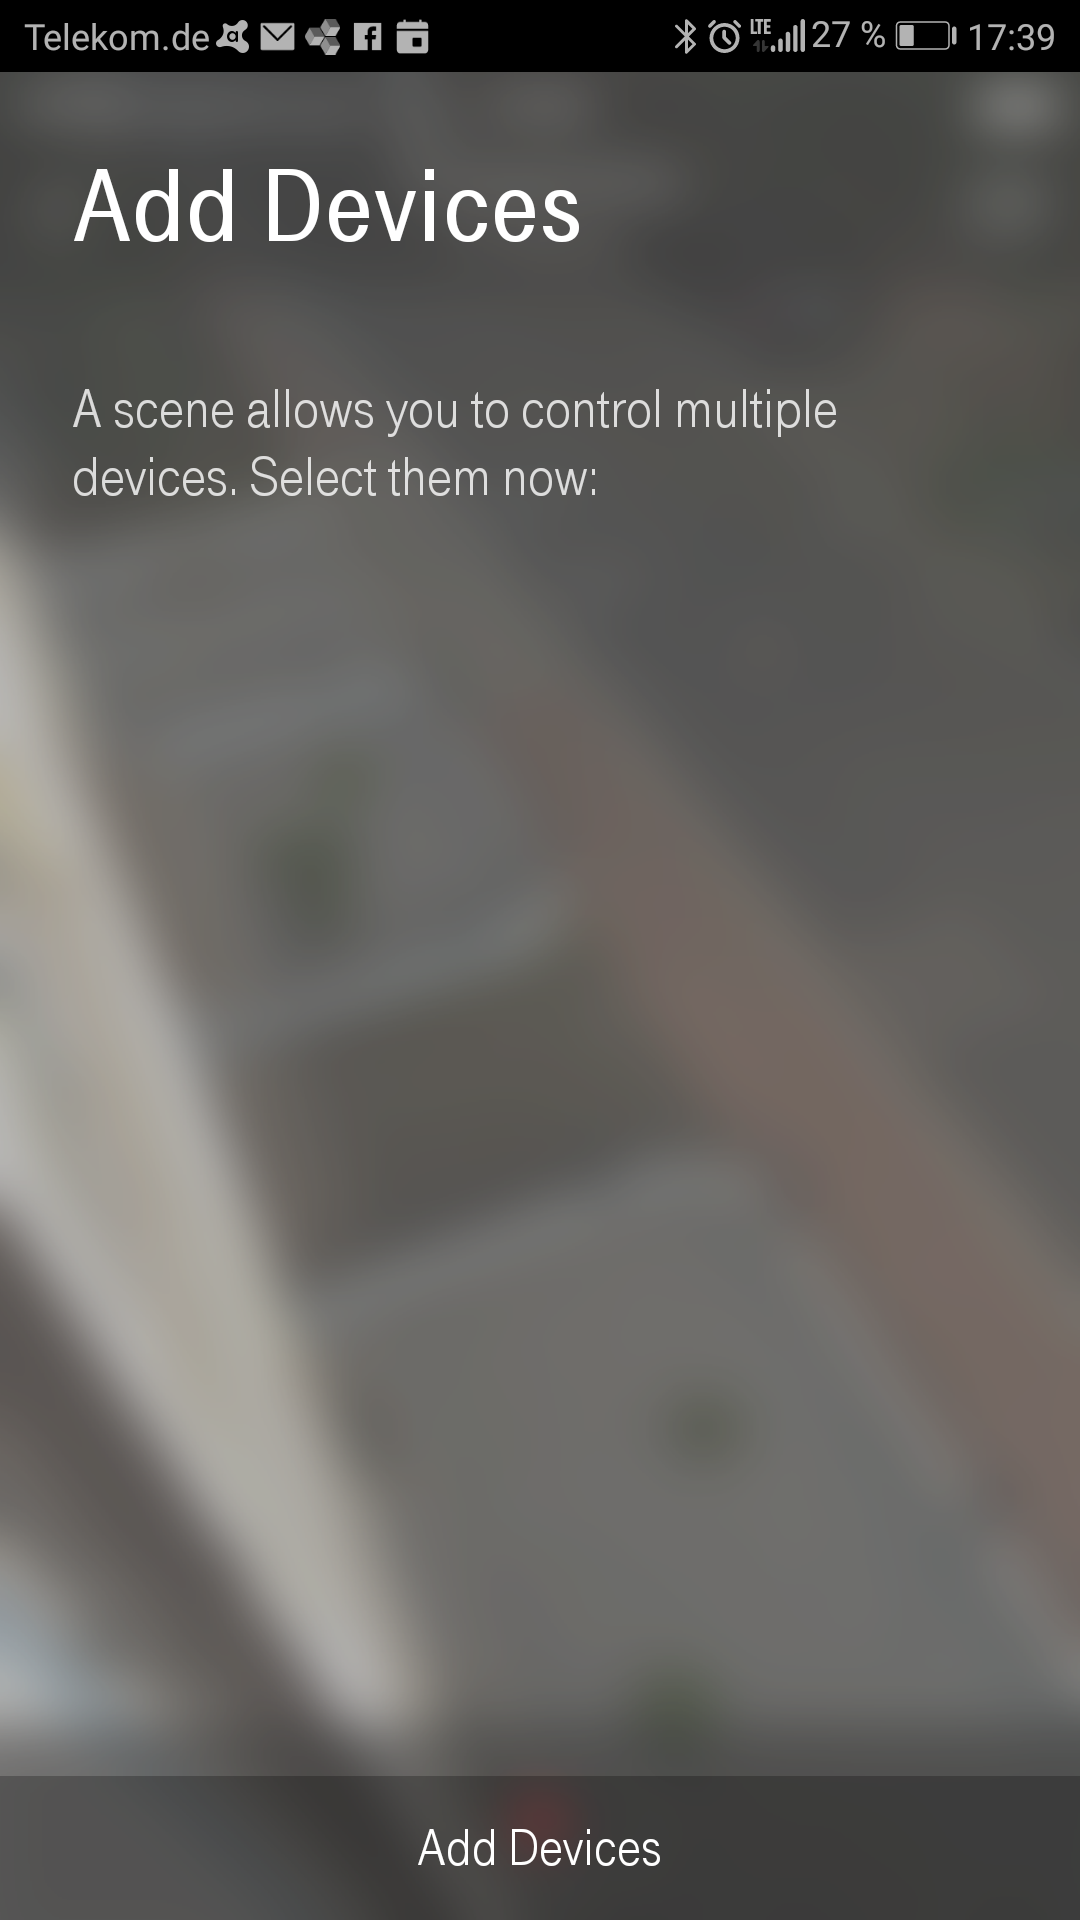 Telekom.de 27 % 17:39
Add Devices
A scene allows you to control multiple
devices. Select them now:
Add Devices